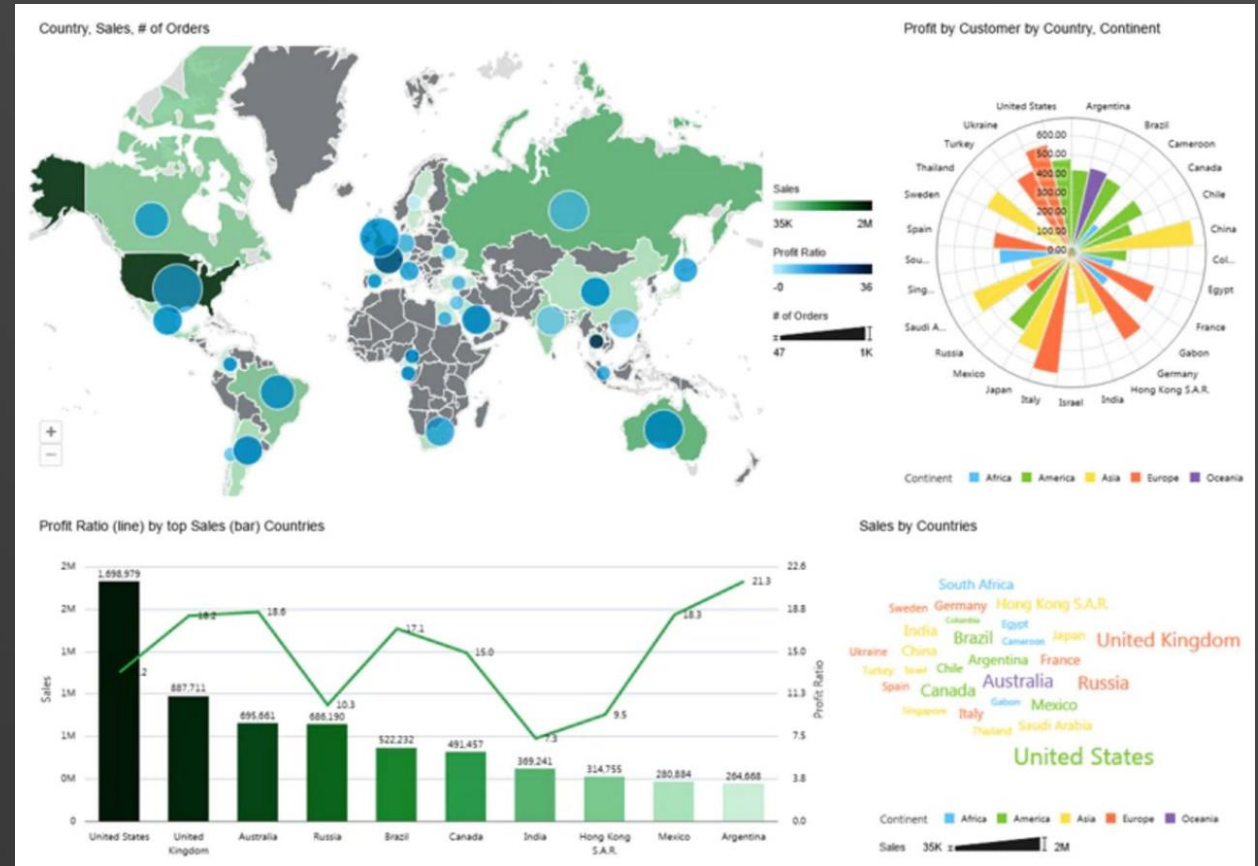 Country, Sales, # of Orders
Sales
35K 2M
Profit Ratio
-0 36
# of Orders
47 1K
+
−
Profit by Customer by Country, Continent
United States
Argentina
Ukraine
Brazil
Turkey
Cameroon
Thailand
Canada
Sweden
Chile
Spain
China
Sou...
Col...
Sing...
Egypt
Saudi A...
France
Russia
Gabon
Mexico
Germany
Japan
Hong Kong S.A.R.
Italy
Israel
India
600.00
500.00
400.00
300.00
200.00
100.00
0.00
Continent Africa America Asia Europe Oceania
Profit Ratio (line) by top Sales (bar) Countries
Sales
2M
2M
1M
1M
1M
0M
0
1,698,979
887,711
695,661
686,190
522,232
491,457
369,241
314,755
280,884
264,668
.2
18.2
18.6
10.3
17.1
15.0
7.3
9.5
18.3
21.3
22.6
18.8
15.0
11.3
7.5
3.8
0.0
Profit Ratio
United States
United
Kingdom
Australia
Russia
Brazil
Canada
India
Hong Kong
S.A.R.
Mexico
Argentina
Sales by Countries
South Africa
Sweden Germany Hong Kong S.A.R.
Columbia Egypt
India Brazil Cameroon Japan United Kingdom
Ukraine China Argentina France
Turkey Israel Chile Australia Russia
Spain Canada Gabon Mexico
Singapore Italy
Thailand Saudi Arabia
United States
Continent Africa America Asia Europe Oceania
Sales 35K 2M